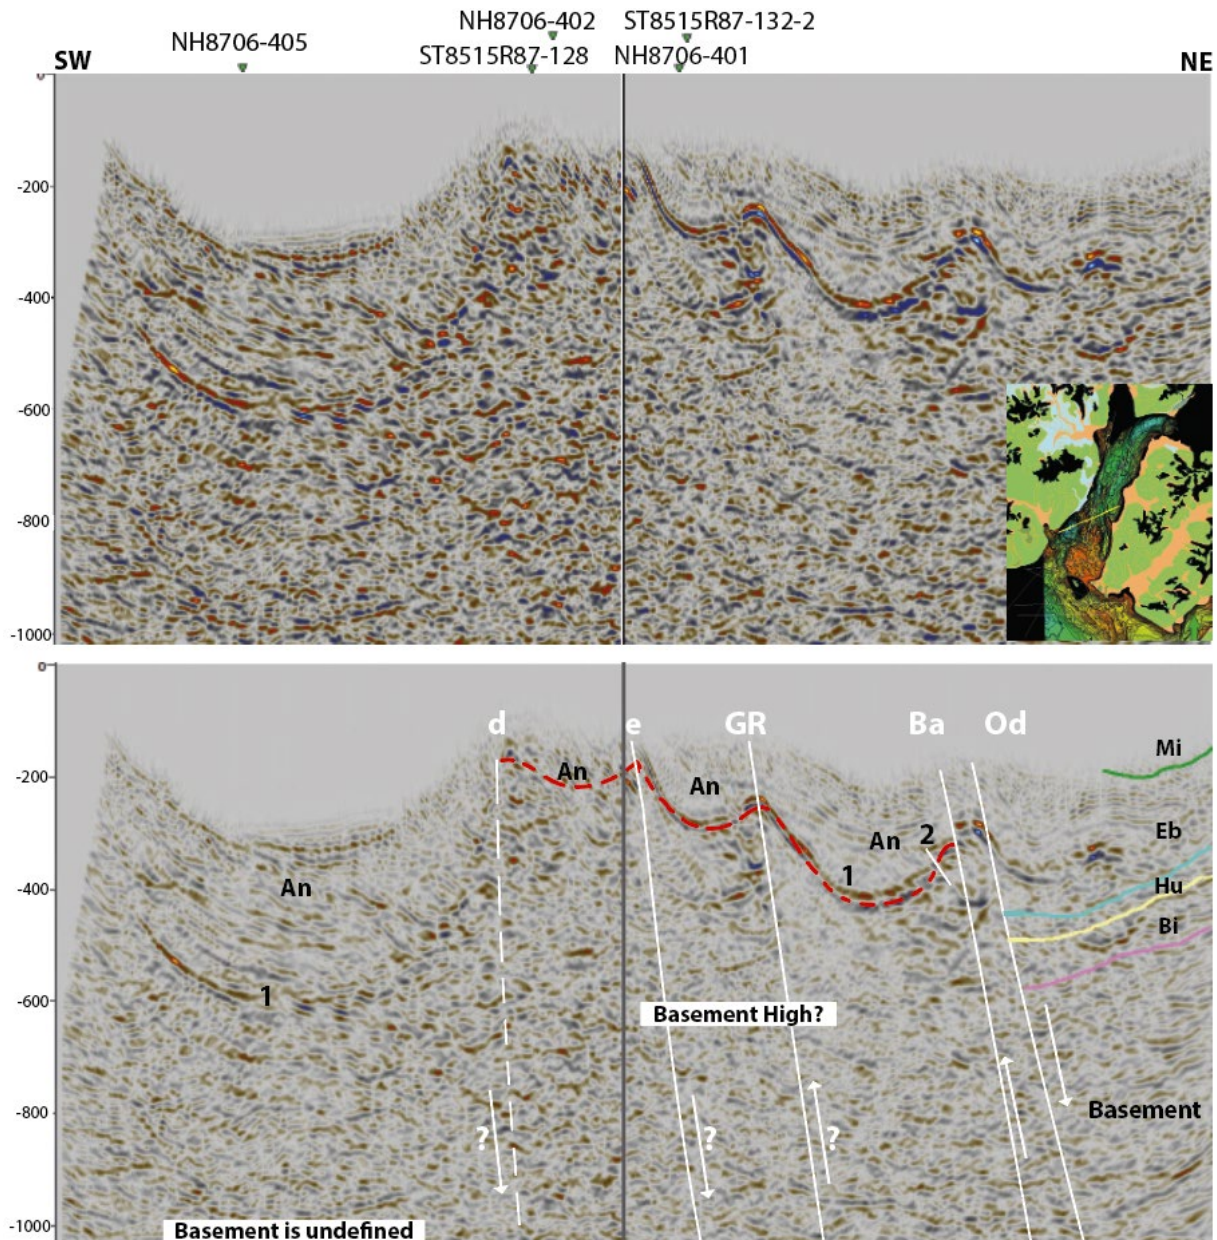 NH8706-402 ST8515R87-132-2
NH8706-405 ST8515R87-128 NH8706-401
SW NE
0
-200
-400
-600
-800
-1000
0
d e GR Ba Od
Mi
-200
An An
An 2 Eb
-400
An 1 Hu
Bi
-600
1
Basement High?
-800
Basement
? ? ?
-1000
Basement is undefined